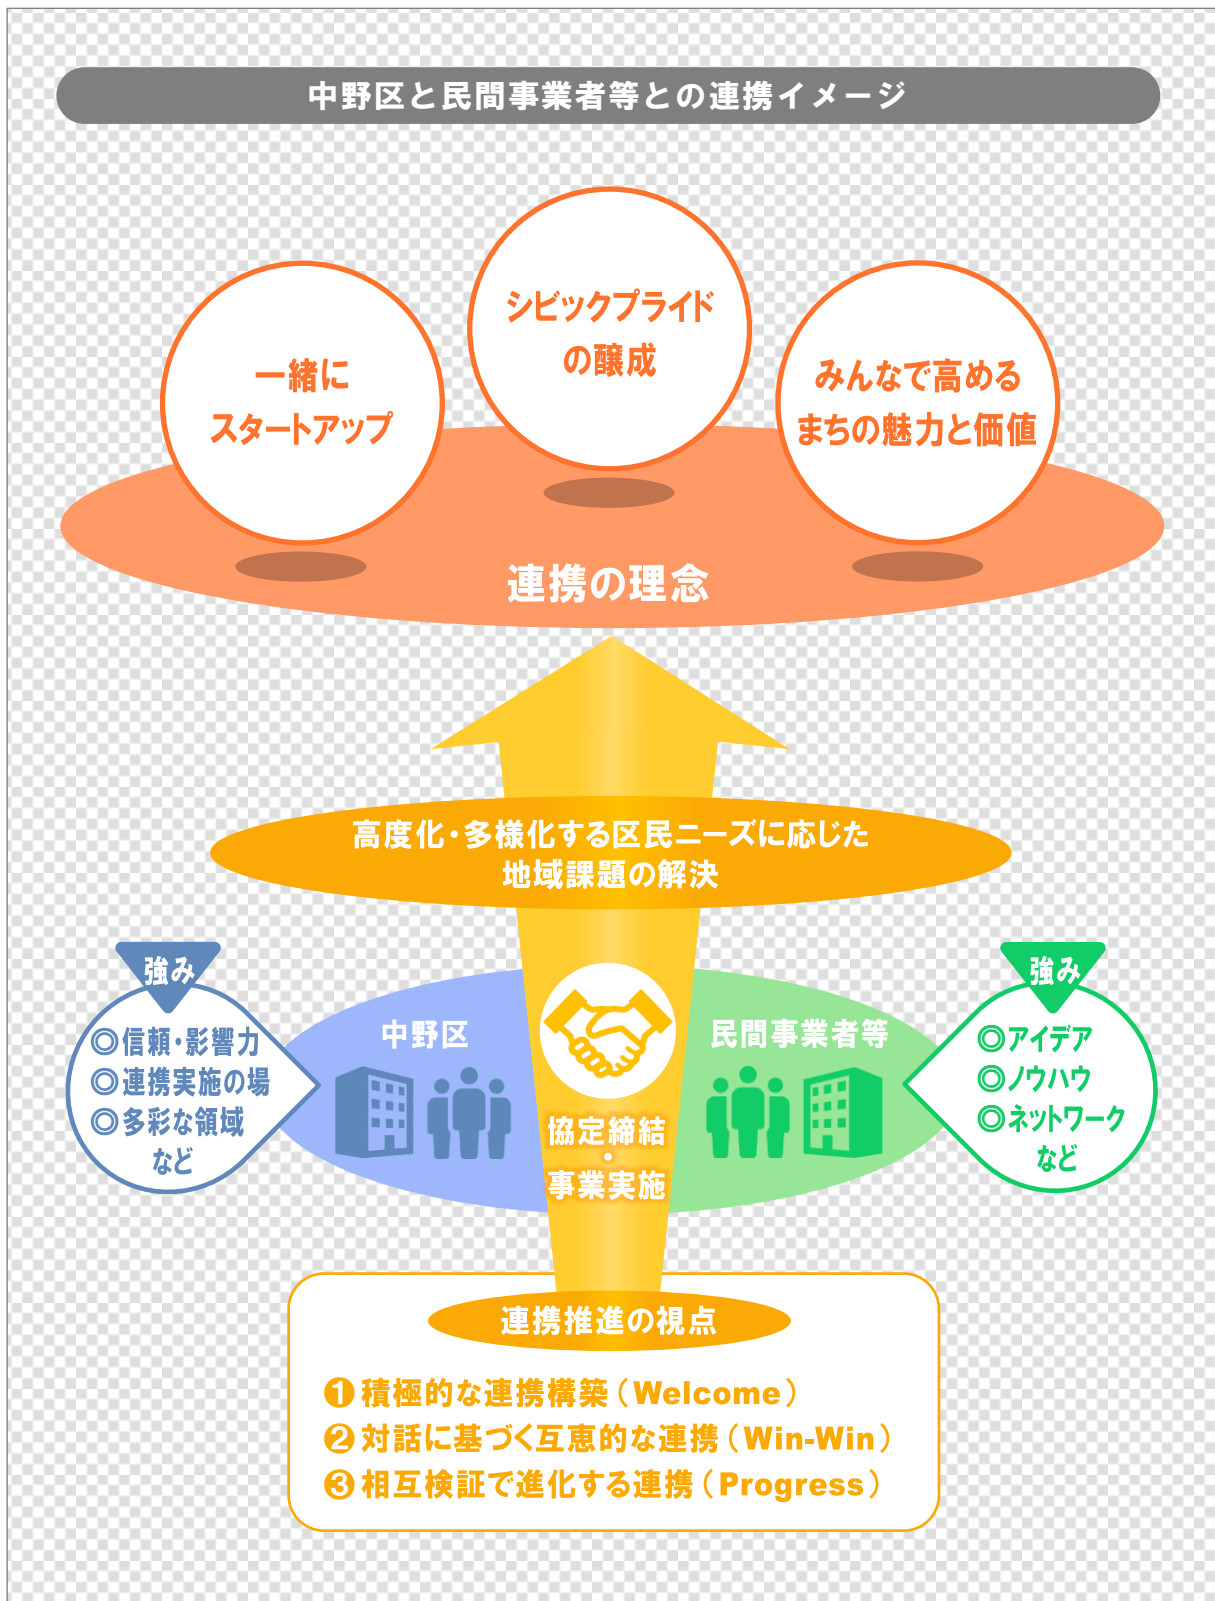 中野区と民間事業者等との連携イメージ
シビックプライド
の醸成
一緒に
スタートアップ
みんなで高める
まちの魅力と価値
連携の理念
高度化・多様化する区民ニーズに応じた
地域課題の解決
強み
◎信頼・影響力
◎連携実施の場
◎多彩な領域
など
中野区
民間事業者等
強み
◎アイデア
◎ノウハウ
◎ネットワーク
など
協定締結
・
事業実施
連携推進の視点
❶積極的な連携構築（Welcome）
❷対話に基づく互恵的な連携（Win-Win）
❸相互検証で進化する連携（Progress）